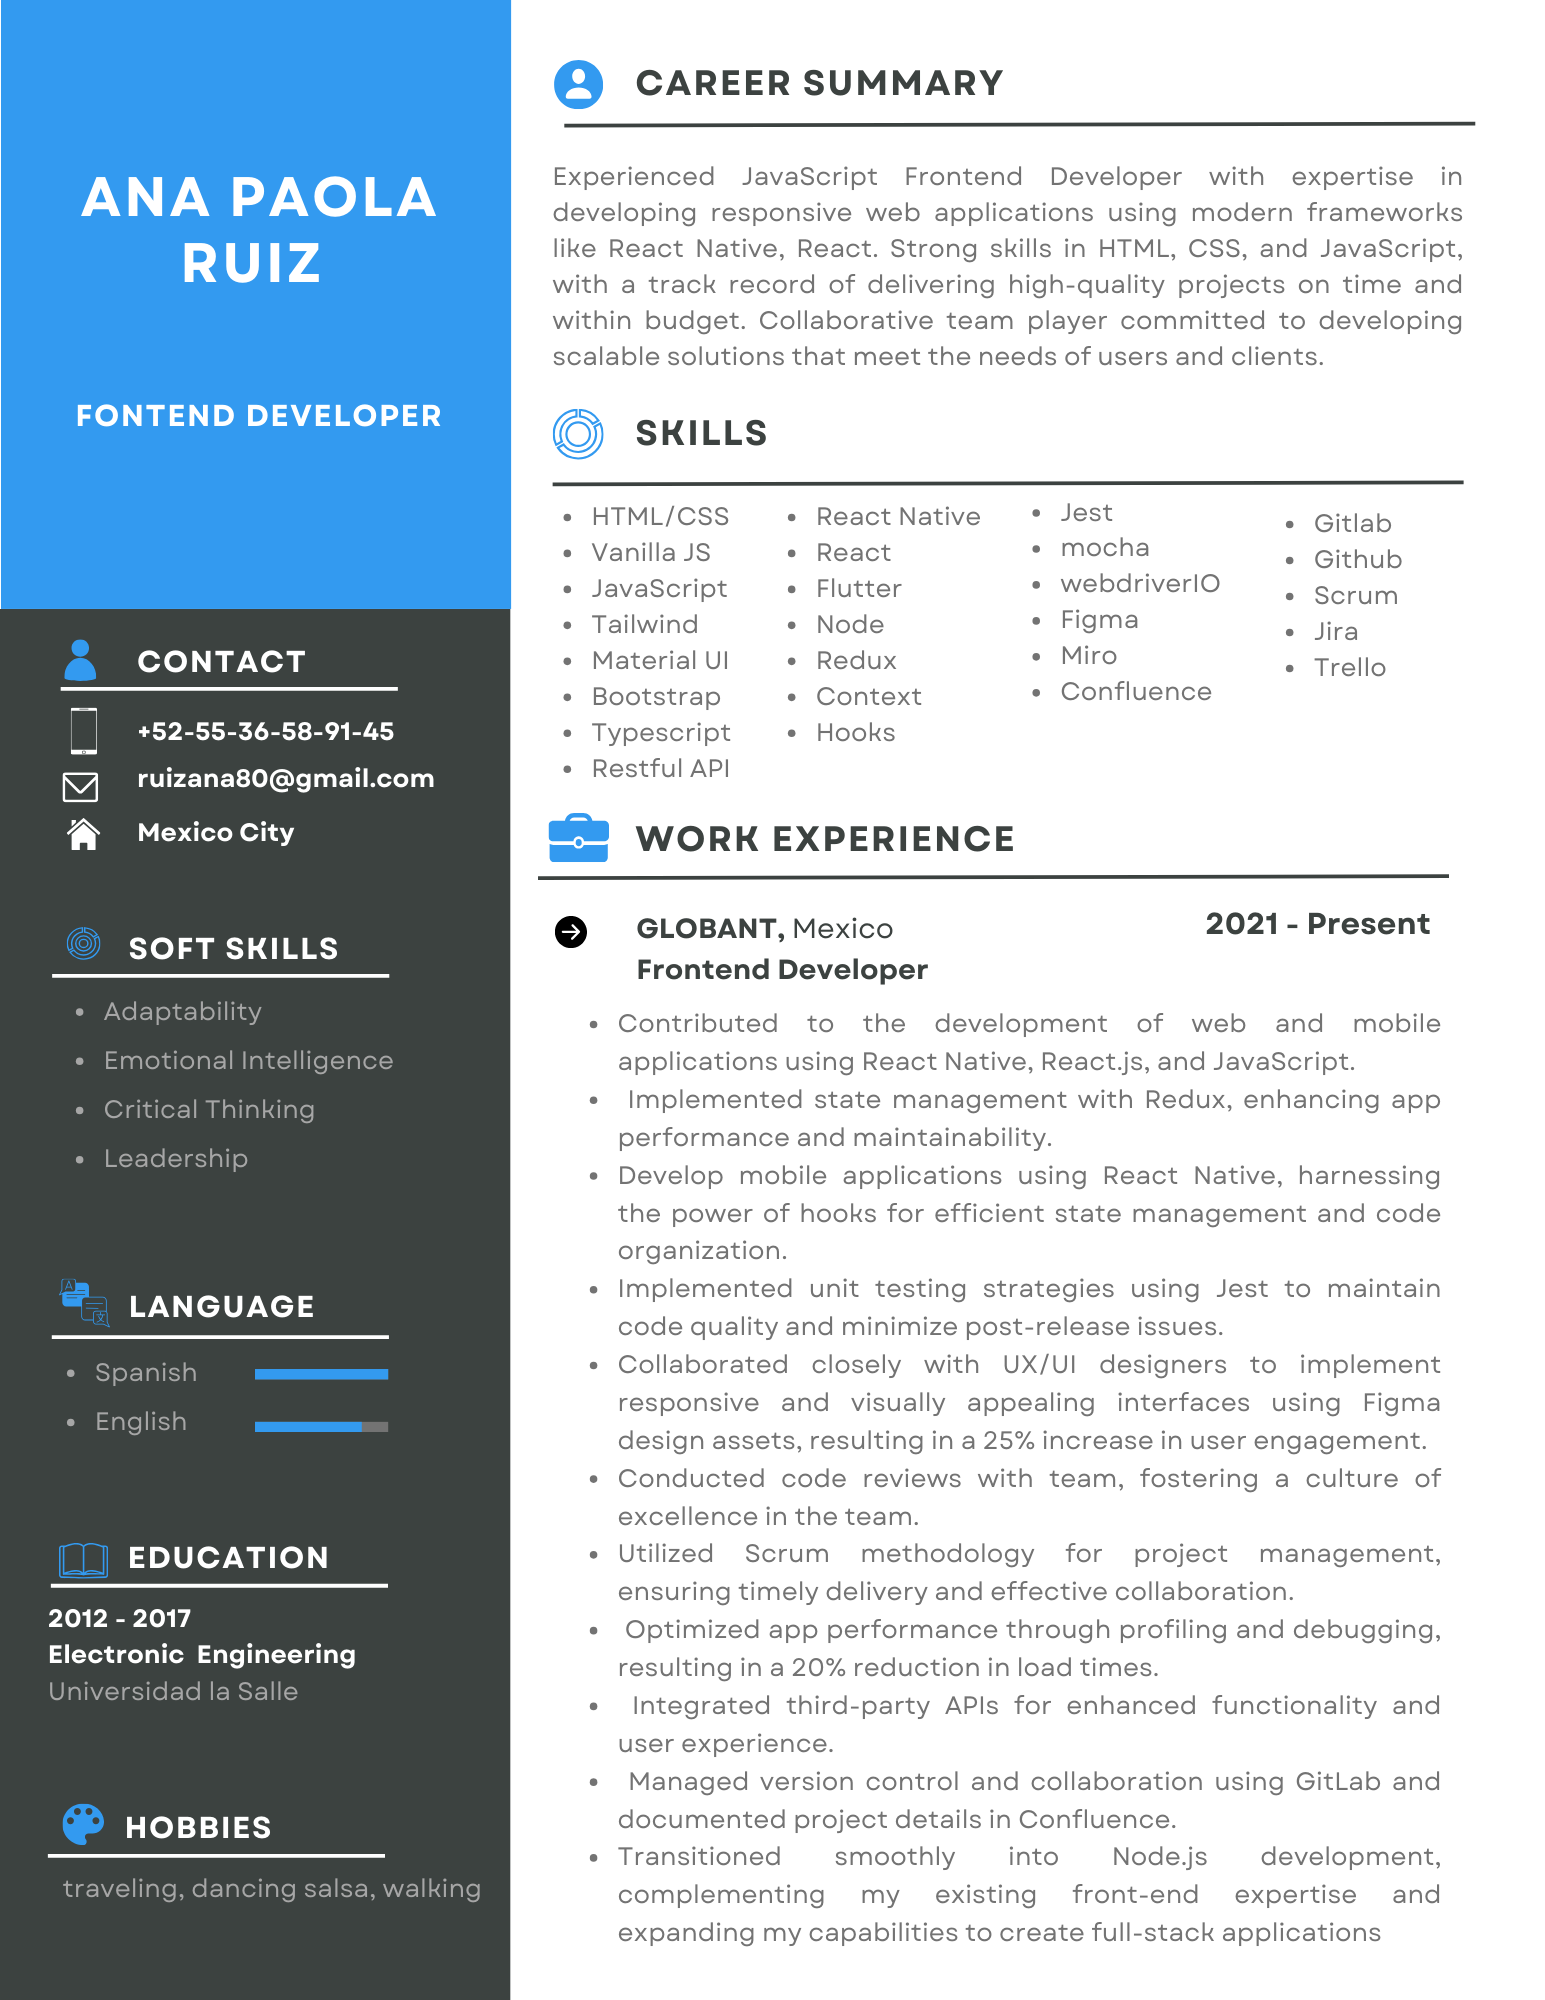 ANA PAOLA
RUIZ
FONTEND DEVELOPER
CONTACT
+52-55-36-58-91-45
ruizana80@gmail.com
Mexico City
SOFT SKILLS
• Adaptability
• Emotional Intelligence
• Critical Thinking
• Leadership
LANGUAGE
• Spanish
• English
EDUCATION
2012 - 2017
Electronic Engineering
Universidad la Salle
HOBBIES
traveling, dancing salsa, walking
CAREER SUMMARY
Experienced JavaScript Frontend Developer with expertise in
developing responsive web applications using modern frameworks
like React Native, React. Strong skills in HTML, CSS, and JavaScript,
with a track record of delivering high-quality projects on time and
within budget. Collaborative team player committed to developing
scalable solutions that meet the needs of users and clients.
SKILLS
• HTML/CSS
• Vanilla JS
• JavaScript
• Tailwind
• Material UI
• Bootstrap
• Typescript
• Restful API
• React Native
• React
• Flutter
• Node
• Redux
• Context
• Hooks
• Jest
• mocha
• webdriverIO
• Figma
• Miro
• Confluence
• Gitlab
• Github
• Scrum
• Jira
• Trello
WORK EXPERIENCE
GLOBANT, Mexico
2021 - Present
Frontend Developer
• Contributed to the development of web and mobile
applications using React Native, React.js, and JavaScript.
• Implemented state management with Redux, enhancing app
performance and maintainability.
• Develop mobile applications using React Native, harnessing
the power of hooks for efficient state management and code
organization.
• Implemented unit testing strategies using Jest to maintain
code quality and minimize post-release issues.
• Collaborated closely with UX/UI designers to implement
responsive and visually appealing interfaces using Figma
design assets, resulting in a 25% increase in user engagement.
• Conducted code reviews with team, fostering a culture of
excellence in the team.
• Utilized Scrum methodology for project management,
ensuring timely delivery and effective collaboration.
• Optimized app performance through profiling and debugging,
resulting in a 20% reduction in load times.
• Integrated third-party APIs for enhanced functionality and
user experience.
• Managed version control and collaboration using GitLab and
documented project details in Confluence.
• Transitioned smoothly into Node.js development,
complementing my existing front-end expertise and
expanding my capabilities to create full-stack applications